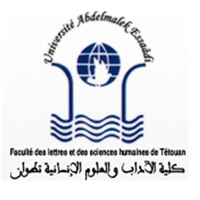 Université Abdelmalek Essaâdi
Faculté des lettres et des sciences humaines de Tétouan
كلية الآداب والعلوم الإنسانية تطوان